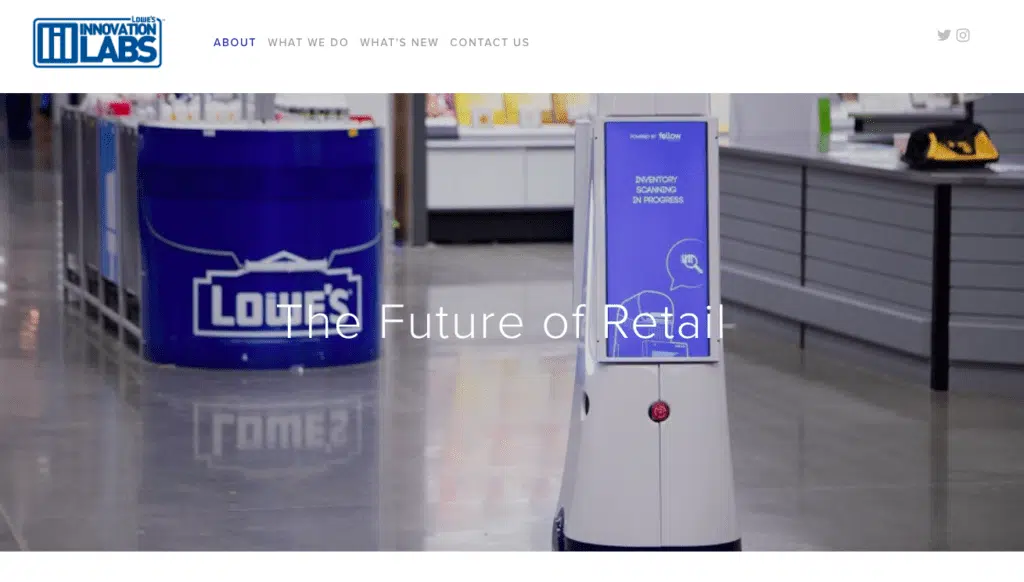 LOWE'S
INNOVATION
LABS
ABOUT
WHAT WE DO
WHAT'S NEW
CONTACT US
POWERED BY fellow
INVENTORY
SCANNING
IN PROGRESS
LOWE'S
The Future of Retail